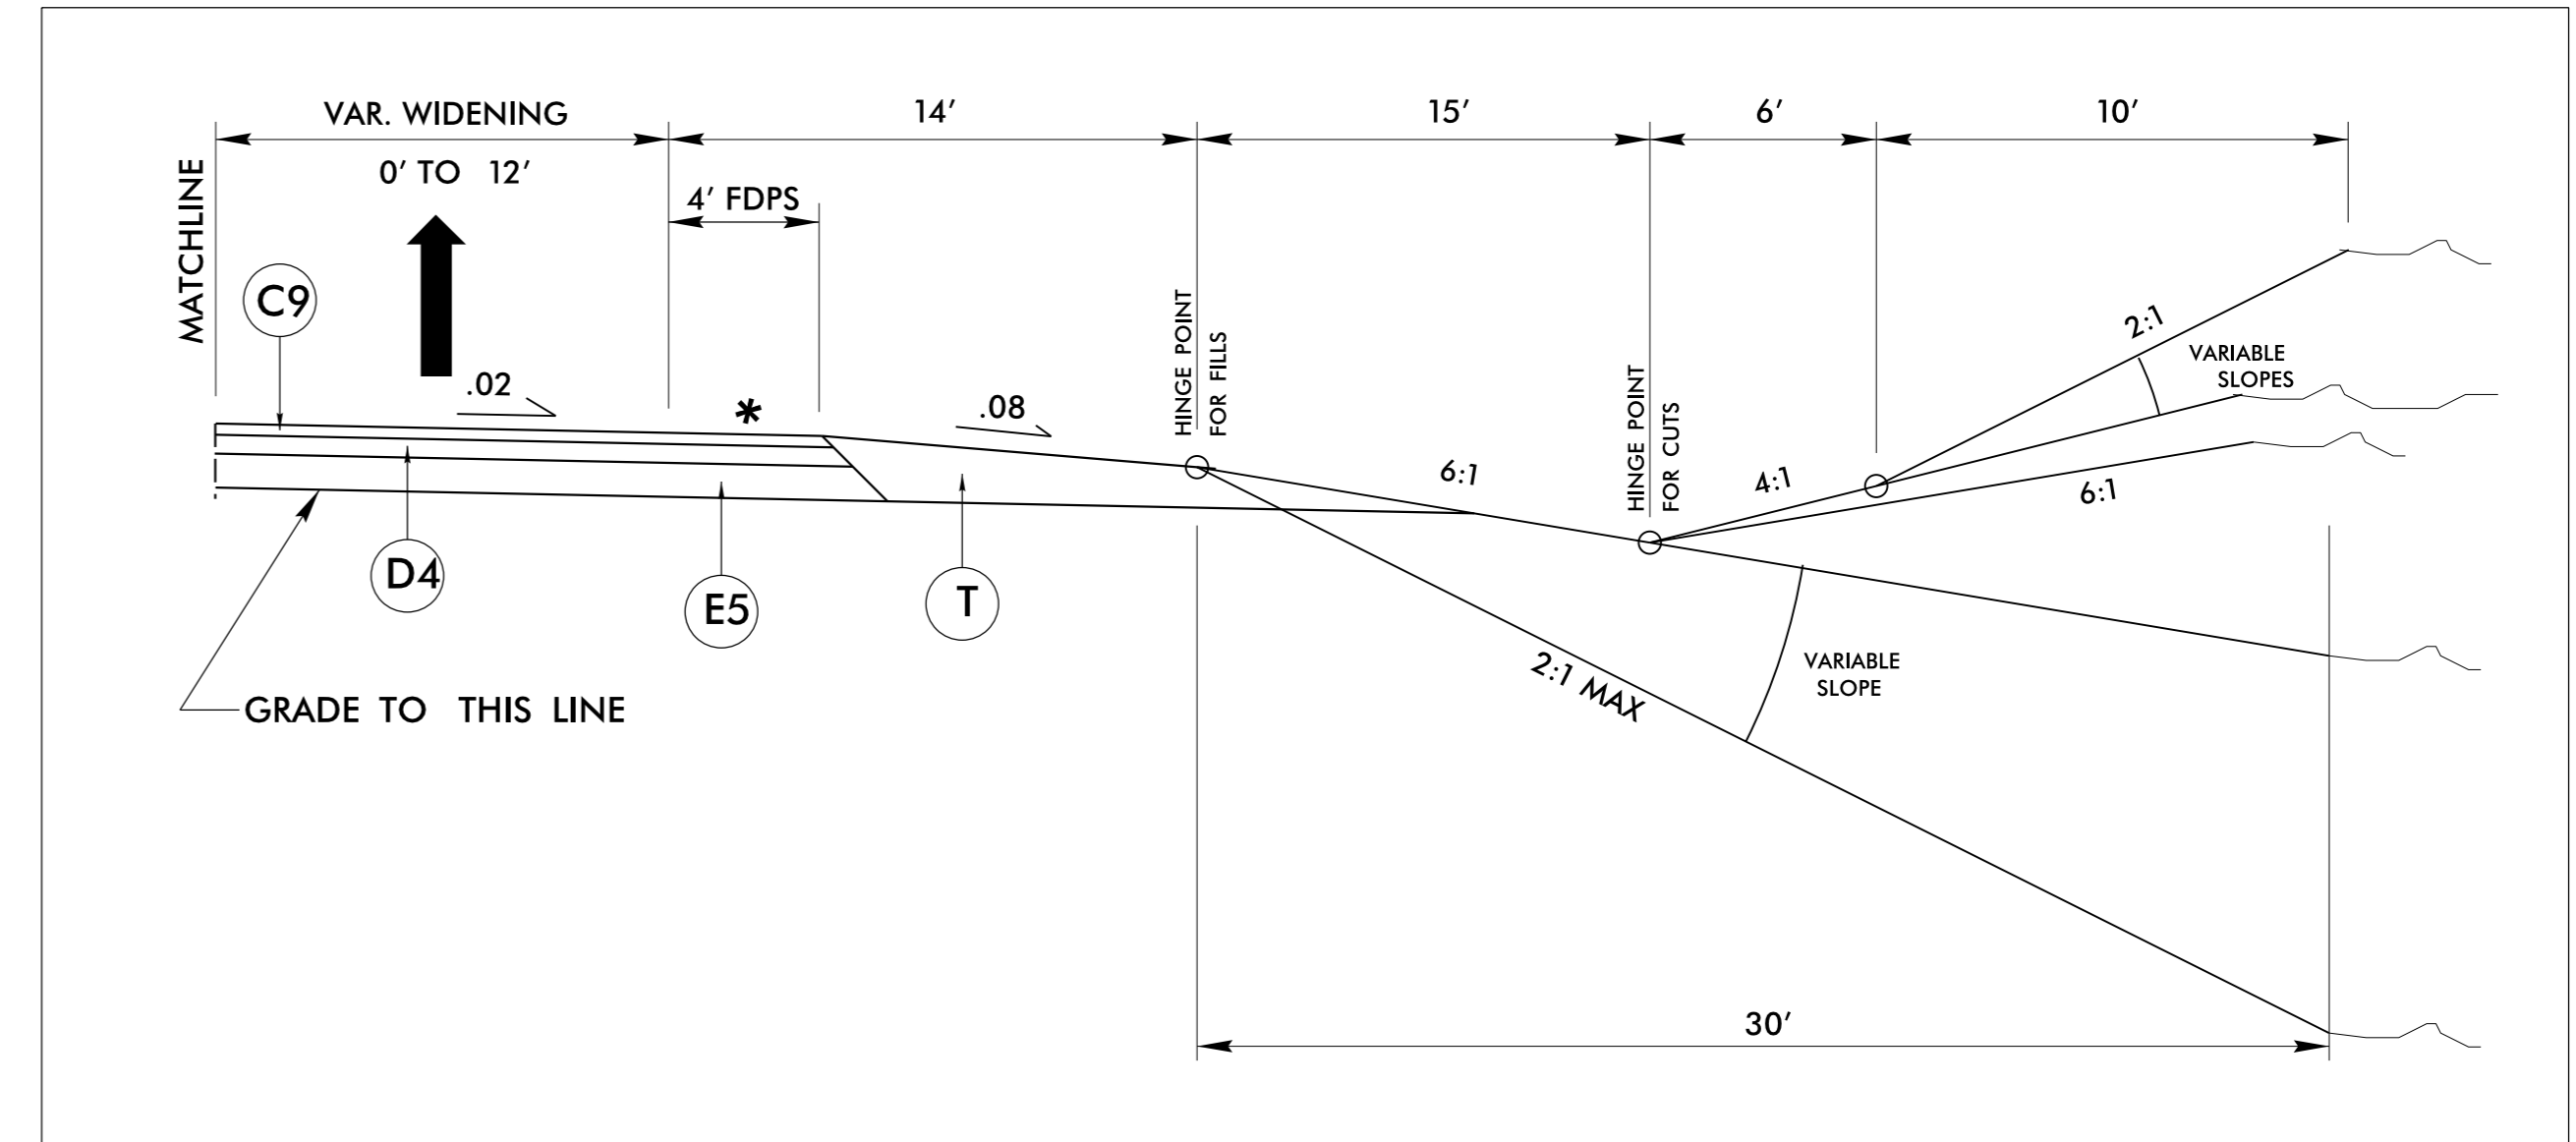 VAR. WIDENING
14'
15'
6'
10'
0' TO 12'
4' FDPS
MATCHLINE
C9
.02
*
.08
HINGE POINT
FOR FILLS
HINGE POINT
FOR CUTS
2:1
VARIABLE
SLOPES
6:1
4:1
6:1
D4
E5
T
2:1 MAX
VARIABLE
SLOPE
GRADE TO THIS LINE
30'